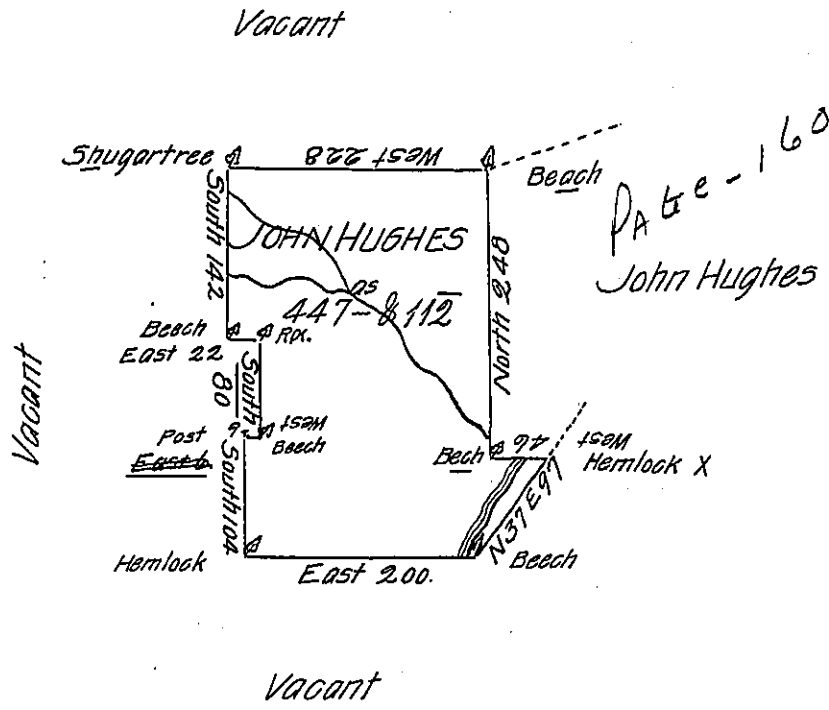 Vacant
Shugartree
West 228
Beach
PAGe - 160
South 142
JOHN HUGHES
John Hughes
as
447-8112
North 248
Beech
East 22
Vacant
South 80
Post
East 6
West
Beech
Bech
West 46
Hemlock X
South 104
N37E97
Hemlock
East 200.
Beech
Vacant